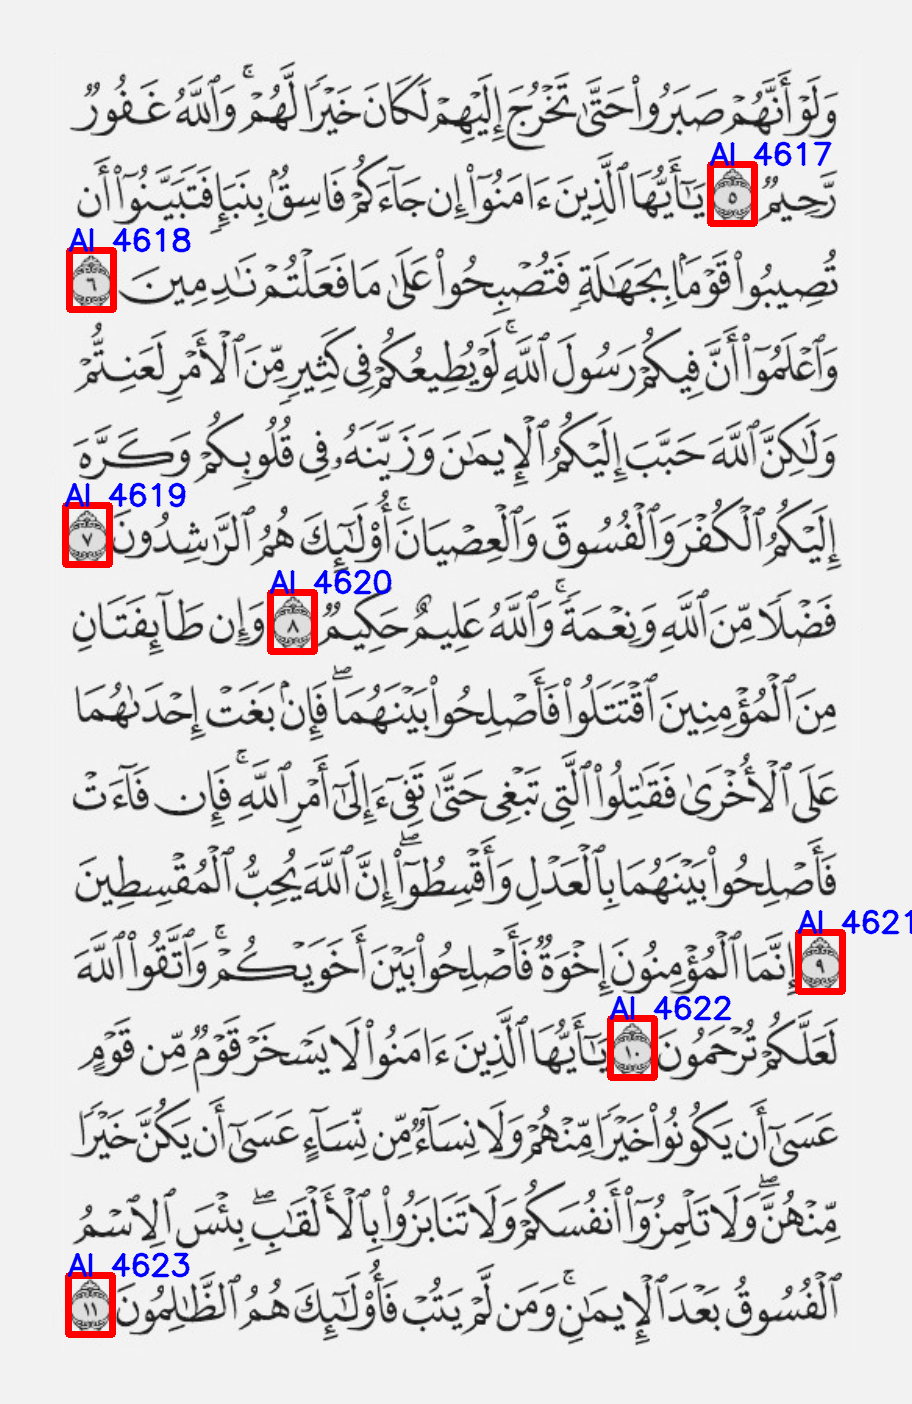 وَلَوْ أَنَّهُمْ صَبَرُوا۟ حَتَّىٰ تَخْرُجَ إِلَيْهِمْ لَكَانَ خَيْرًا لَّهُمْ ۚ وَٱللَّهُ غَفُورٌ
AI 4617
رَّحِيمٌ ٥ يَـٰٓأَيُّهَا ٱلَّذِينَ ءَامَنُوٓا۟ إِن جَآءَكُمْ فَاسِقٌۢ بِنَبَإٍ فَتَبَيَّنُوٓا۟ أَن
AI 4618
تُصِيبُوا۟ قَوْمًۢا بِجَهَـٰلَةٍ فَتُصْبِحُوا۟ عَلَىٰ مَا فَعَلْتُمْ نَـٰدِمِينَ ٦
وَٱعْلَمُوٓا۟ أَنَّ فِيكُمْ رَسُولَ ٱللَّهِ ۚ لَوْ يُطِيعُكُمْ فِى كَثِيرٍ مِّنَ ٱلْأَمْرِ لَعَنِتُّمْ
وَلَـٰكِنَّ ٱللَّهَ حَبَّبَ إِلَيْكُمُ ٱلْإِيمَـٰنَ وَزَيَّنَهُۥ فِى قُلُوبِكُمْ وَكَرَّهَ
AI 4619
إِلَيْكُمُ ٱلْكُفْرَ وَٱلْفُسُوقَ وَٱلْعِصْيَانَ ۚ أُو۟لَـٰٓئِكَ هُمُ ٱلرَّٰشِدُونَ ٧
AI 4620
فَضْلًا مِّنَ ٱللَّهِ وَنِعْمَةً ۚ وَٱللَّهُ عَلِيمٌ حَكِيمٌ ٨ وَإِن طَآئِفَتَانِ
مِنَ ٱلْمُؤْمِنِينَ ٱقْتَتَلُوا۟ فَأَصْلِحُوا۟ بَيْنَهُمَا ۖ فَإِنۢ بَغَتْ إِحْدَىٰهُمَا
عَلَى ٱلْأُخْرَىٰ فَقَـٰتِلُوا۟ ٱلَّتِى تَبْغِى حَتَّىٰ تَفِىٓءَ إِلَىٰٓ أَمْرِ ٱللَّهِ ۚ فَإِن فَآءَتْ
فَأَصْلِحُوا۟ بَيْنَهُمَا بِٱلْعَدْلِ وَأَقْسِطُوٓا۟ ۖ إِنَّ ٱللَّهَ يُحِبُّ ٱلْمُقْسِطِينَ
AI 4621
٩ إِنَّمَا ٱلْمُؤْمِنُونَ إِخْوَةٌ فَأَصْلِحُوا۟ بَيْنَ أَخَوَيْكُمْ ۚ وَٱتَّقُوا۟ ٱللَّهَ
AI 4622
لَعَلَّكُمْ تُرْحَمُونَ ١٠ يَـٰٓأَيُّهَا ٱلَّذِينَ ءَامَنُوا۟ لَا يَسْخَرْ قَوْمٌ مِّن قَوْمٍ
عَسَىٰٓ أَن يَكُونُوا۟ خَيْرًا مِّنْهُمْ وَلَا نِسَآءٌ مِّن نِّسَآءٍ عَسَىٰٓ أَن يَكُنَّ خَيْرًا
مِّنْهُنَّ ۖ وَلَا تَلْمِزُوٓا۟ أَنفُسَكُمْ وَلَا تَنَابَزُوا۟ بِٱلْأَلْقَـٰبِ ۖ بِئْسَ ٱلِٱسْمُ
AI 4623
ٱلْفُسُوقُ بَعْدَ ٱلْإِيمَـٰنِ ۚ وَمَن لَّمْ يَتُبْ فَأُو۟لَـٰٓئِكَ هُمُ ٱلظَّـٰلِمُونَ ١١